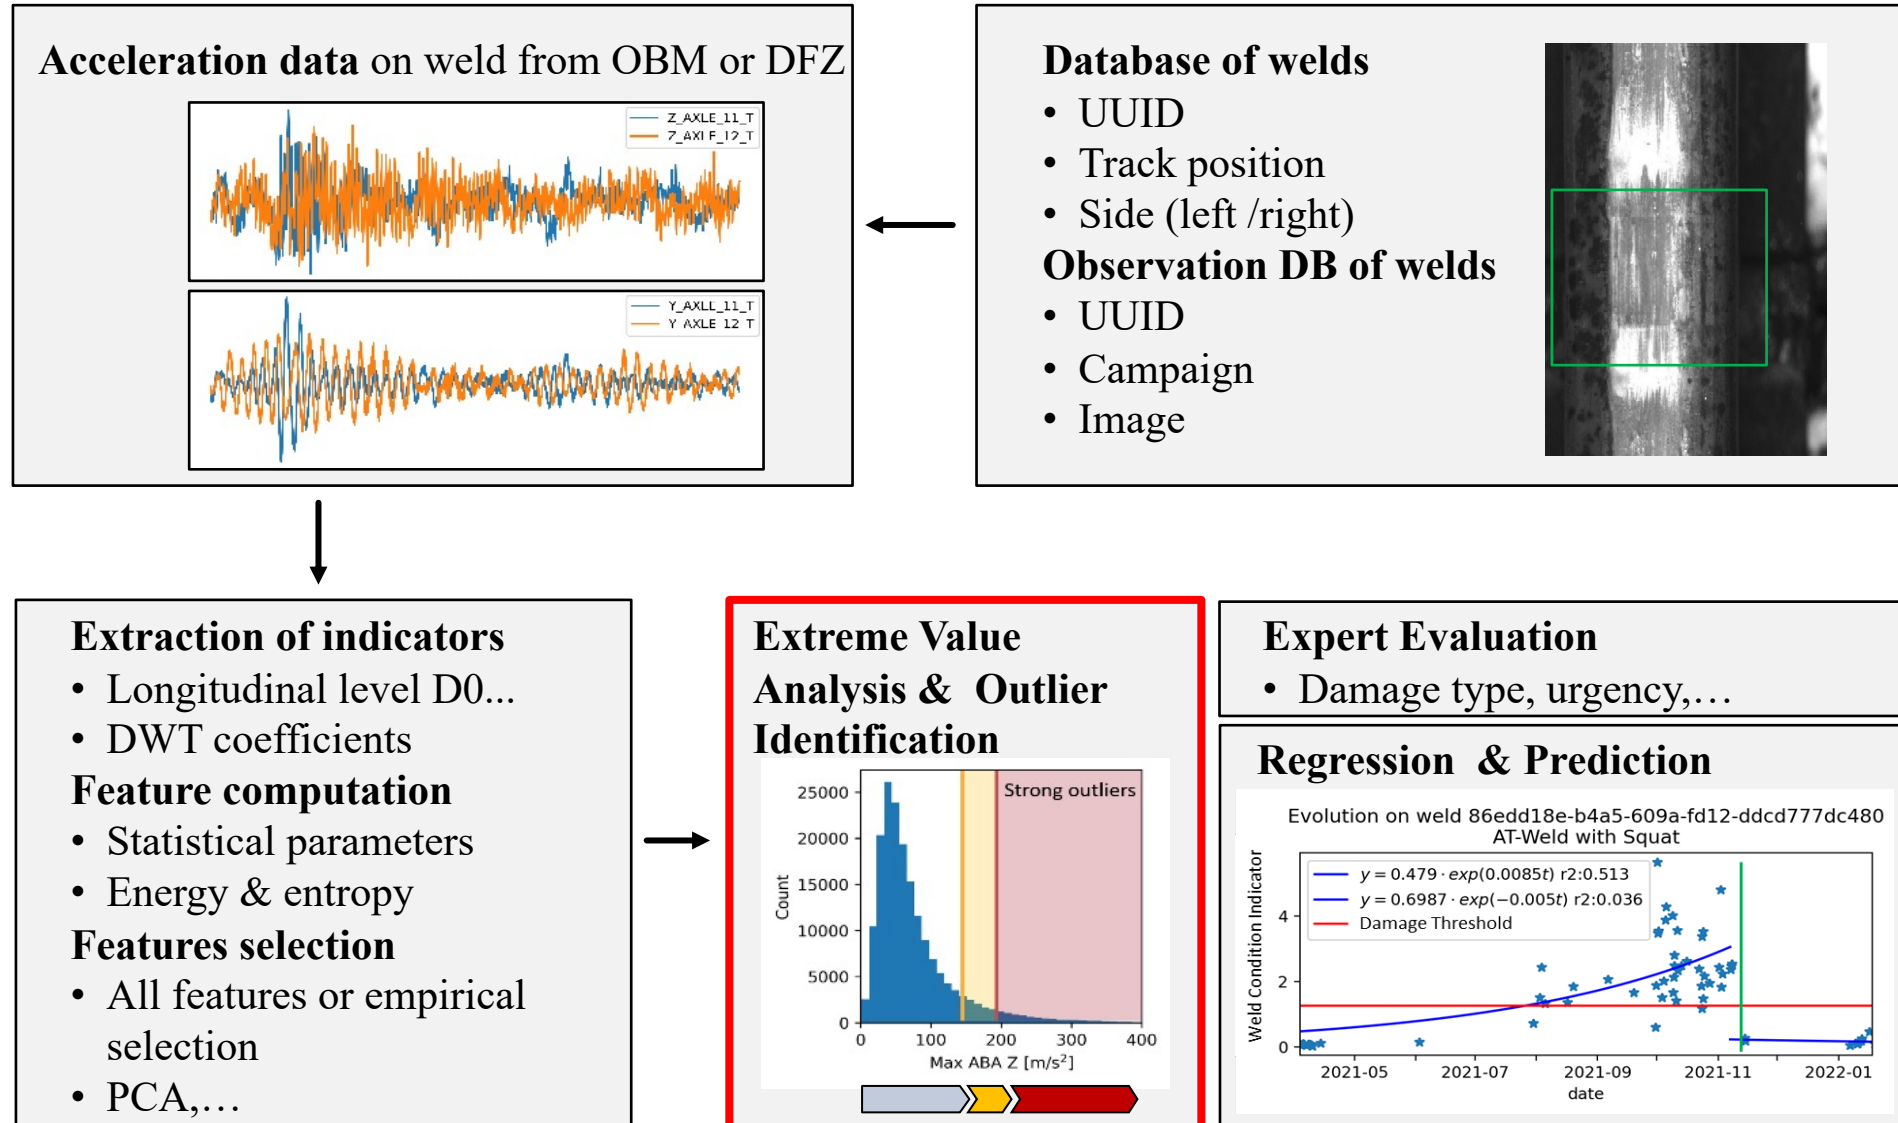 Acceleration data on weld from OBM or DFZ
Z_AXLE_11_T
Z_AXLE_12_T
Y_AXLE_11_T
Y_AXLE_12_T
Database of welds
• UUID
• Track position
• Side (left /right)
Observation DB of welds
• UUID
• Campaign
• Image
Extraction of indicators
• Longitudinal level D0...
• DWT coefficients
Feature computation
• Statistical parameters
• Energy & entropy
Features selection
• All features or empirical
selection
• PCA,…
Extreme Value
Analysis & Outlier
Identification
Strong outliers
25000
20000
15000
10000
5000
0
Count
0 100 200 300 400
Max ABA Z [m/s²]
Expert Evaluation
• Damage type, urgency,…
Regression & Prediction
Evolution on weld 86edd18e-b4a5-609a-fd12-ddcd777dc480
AT-Weld with Squat
y = 0.479 · exp(0.0085t) r2:0.513
y = 0.6987 · exp(−0.005t) r2:0.036
Damage Threshold
Weld Condition Indicator
4
2
0
2021-05 2021-07 2021-09 2021-11 2022-01
date